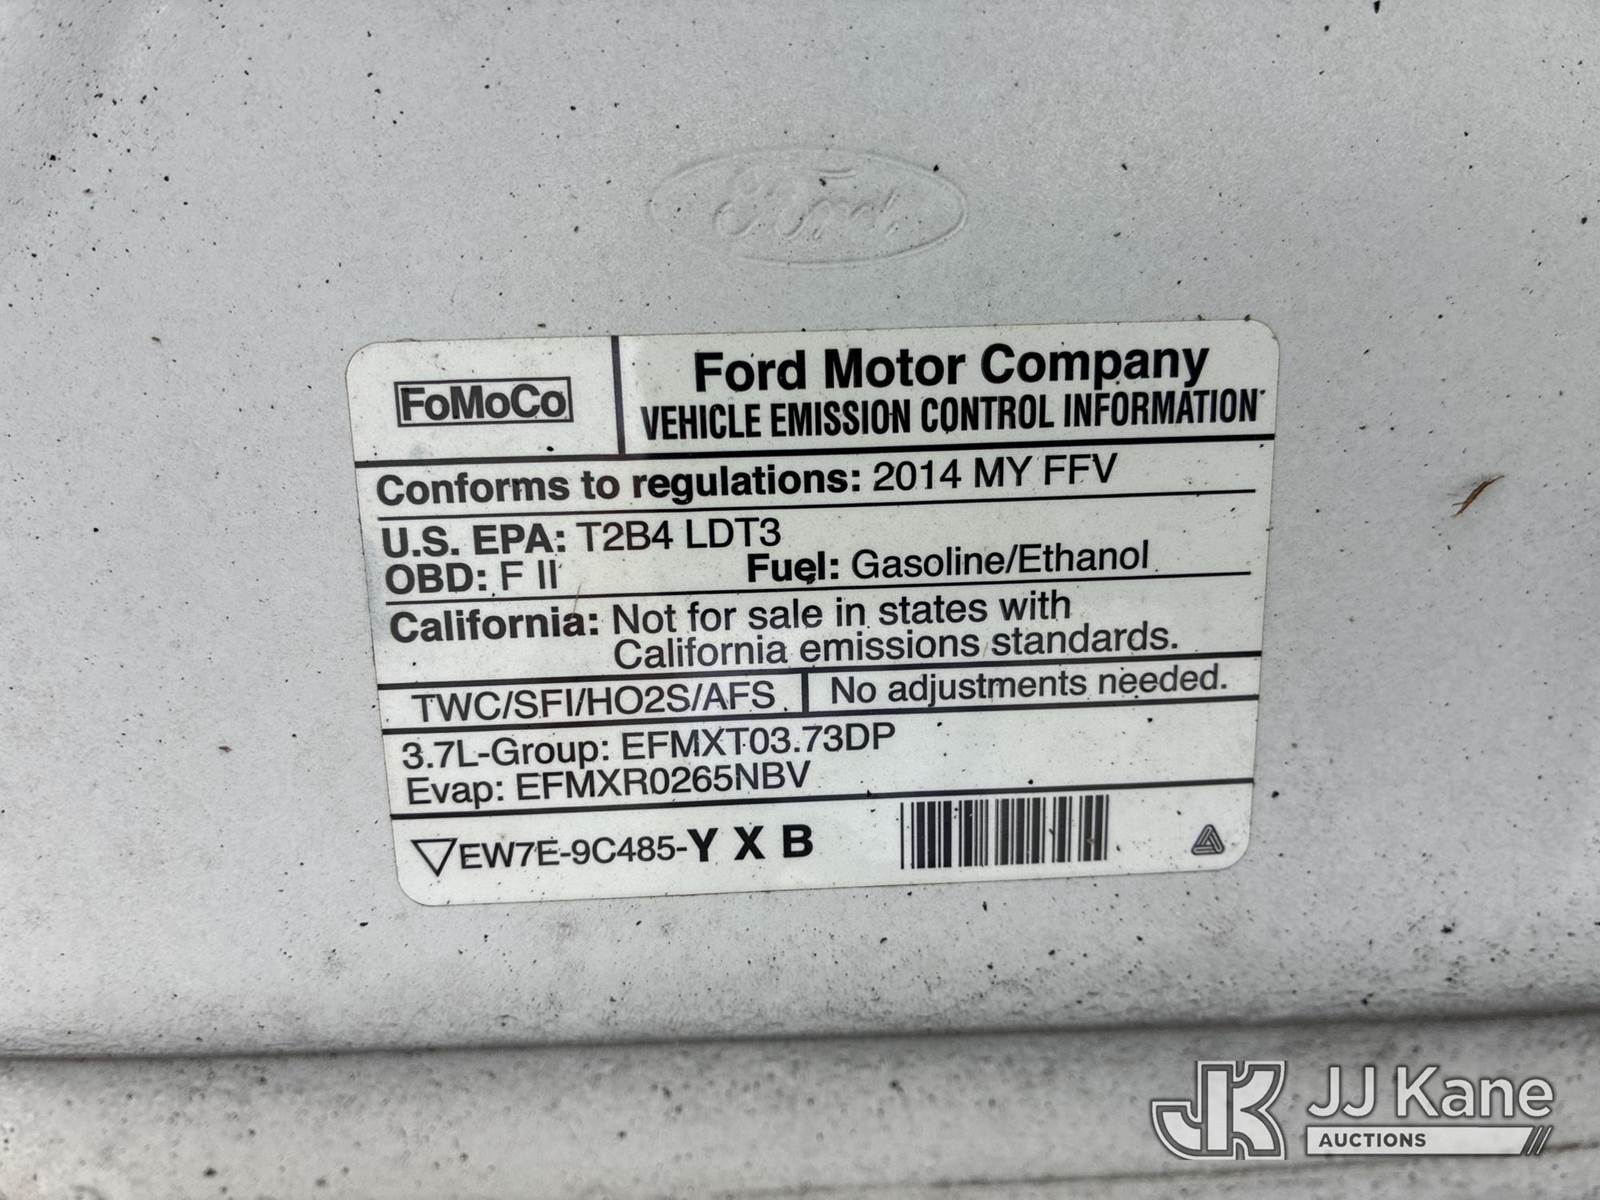 Ford
FoMoCo
Ford Motor Company
VEHICLE EMISSION CONTROL INFORMATION
Conforms to regulations: 2014 MY FFV
U.S. EPA: T2B4 LDT3
OBD: F II Fuel: Gasoline/Ethanol
California: Not for sale in states with
California emissions standards.
TWC/SFI/HO2S/AFS No adjustments needed.
3.7L-Group: EFMXT03.73DP
Evap: EFMXR0265NBV
EW7E-9C485-Y X B
JK JJ Kane
AUCTIONS